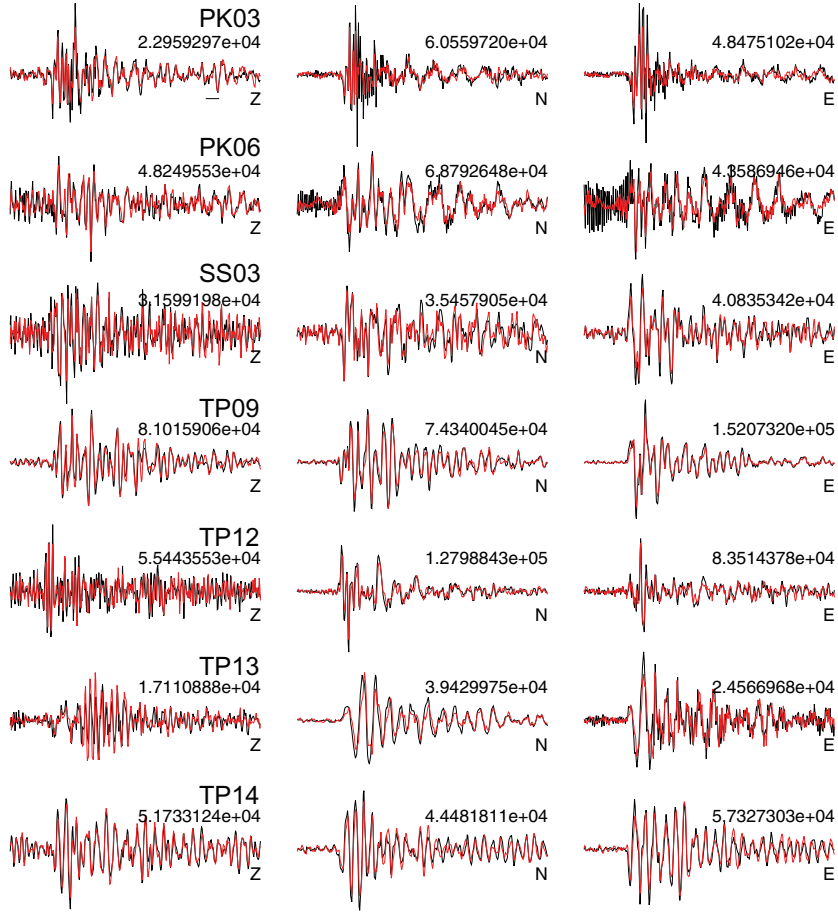 PK03
2.2959297e+04 6.0559720e+04 4.8475102e+04
Z N E
PK06
4.8249553e+04 6.8792648e+04 4.3586946e+04
Z N E
SS03
3.1599198e+04 3.5457905e+04 4.0835342e+04
Z N E
TP09
8.1015906e+04 7.4340045e+04 1.5207320e+05
Z N E
TP12
5.5443553e+04 1.2798843e+05 8.3514378e+04
Z N E
TP13
1.7110888e+04 3.9429975e+04 2.4566968e+04
Z N E
TP14
5.1733124e+04 4.4481811e+04 5.7327303e+04
Z N E